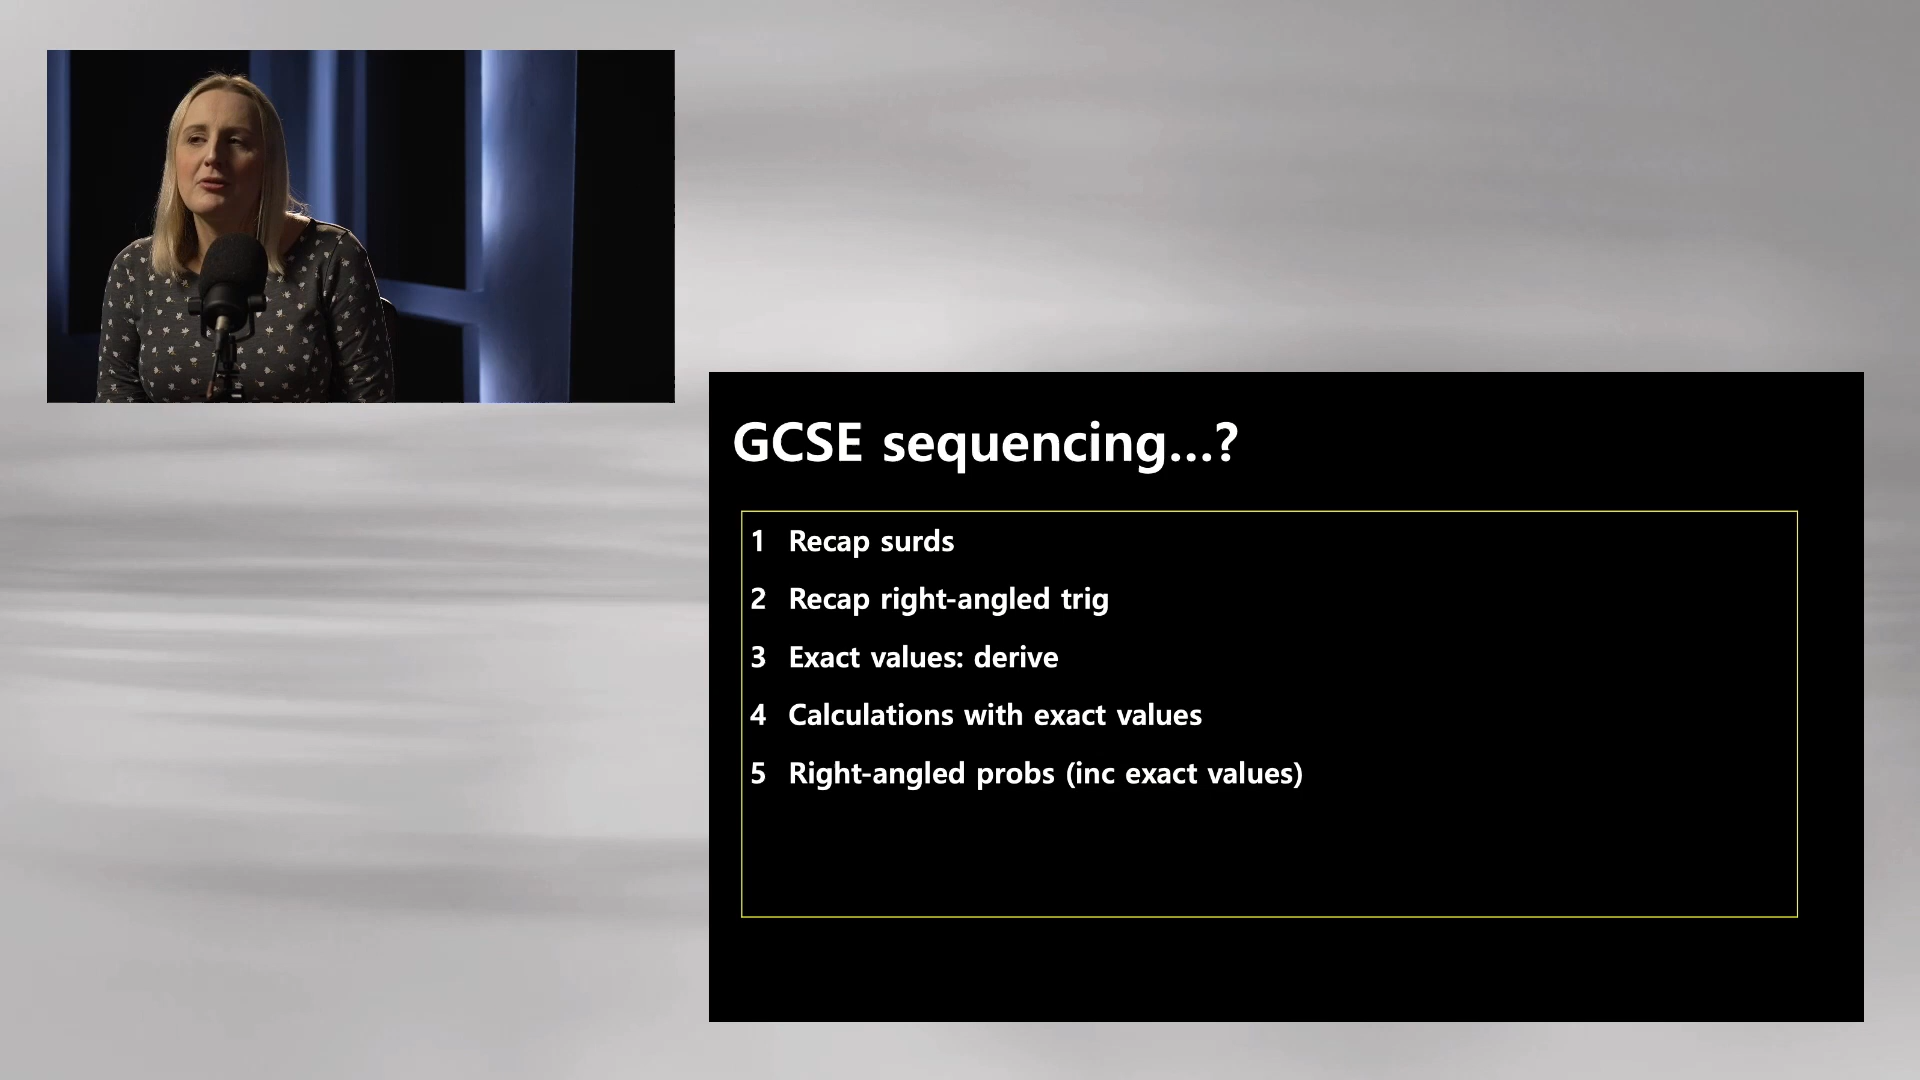 GCSE sequencing...?
1 Recap surds
2 Recap right-angled trig
3 Exact values: derive
4 Calculations with exact values
5 Right-angled probs (inc exact values)